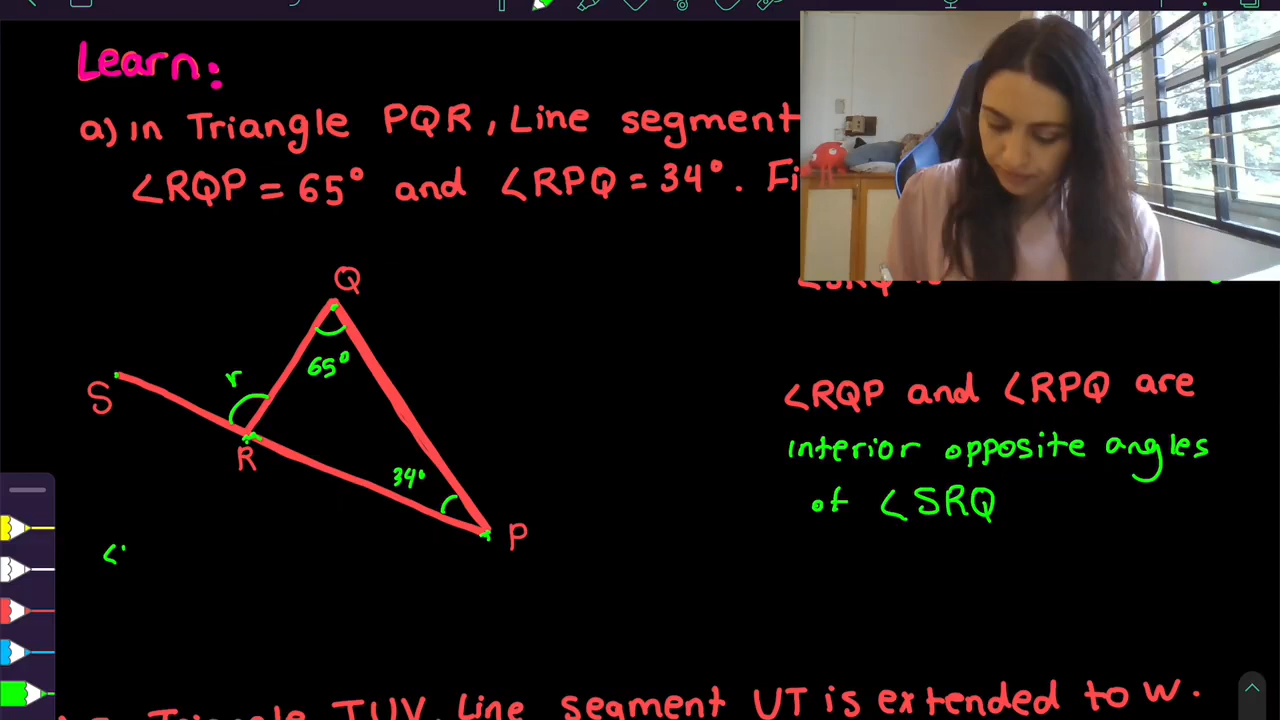 Learn:
a) in Triangle PQR, Line segment
∠RQP = 65° and ∠RPQ = 34°.
Q
65°
r
S
R
34°
P
∠RQP and ∠RPQ are
interior opposite angles
of ∠SRQ
Triangle TUV, Line segment UT is extended to W.